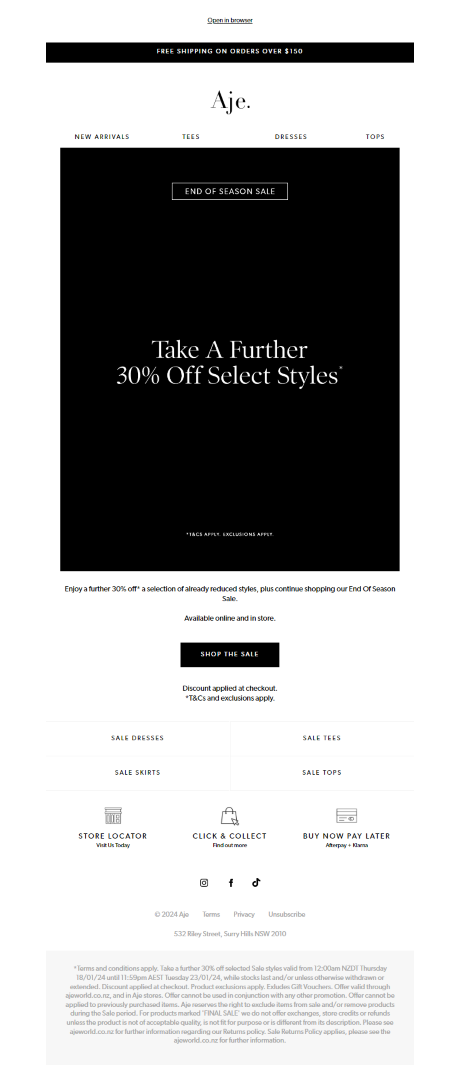 Open in browser
FREE SHIPPING ON ORDERS OVER $150
Aje.
NEW ARRIVALS TEES DRESSES TOPS
END OF SEASON SALE
Take A Further
30% Off Select Styles*
*T&CS APPLY. EXCLUSIONS APPLY.
Enjoy a further 30% off* a selection of already reduced styles, plus continue shopping our End Of Season
Sale.
Available online and in store.
SHOP THE SALE
Discount applied at checkout.
*T&Cs and exclusions apply.
SALE DRESSES SALE TEES
SALE SKIRTS SALE TOPS
STORE LOCATOR CLICK & COLLECT BUY NOW PAY LATER
Visit Us Today Find out more Afterpay + Klarna
© 2024 Aje Terms Privacy Unsubscribe
532 Riley Street, Surry Hills NSW 2010
*Terms and conditions apply. Take a further 30% off selected Sale styles valid from 12:00am NZDT Thursday
18/01/24 until 11:59pm AEST Tuesday 23/01/24, while stocks last and/or unless otherwise withdrawn or
extended. Discount applied at checkout. Product exclusions apply. Exludes Gift Vouchers. Offer valid through
ajeworld.co.nz, and in Aje stores. Offer cannot be used in conjunction with any other promotion. Offer cannot be
applied to previously purchased items. Aje reserves the right to exclude items from sale and/or remove products
during the Sale period. For products marked "FINAL SALE" we do not offer exchanges, store credits or refunds
unless the product is not of acceptable quality, is not fit for purpose or is different from its description. Please see
ajeworld.co.nz for further information regarding our Returns policy. Sale Returns Policy applies, please see the
ajeworld.co.nz for further information.